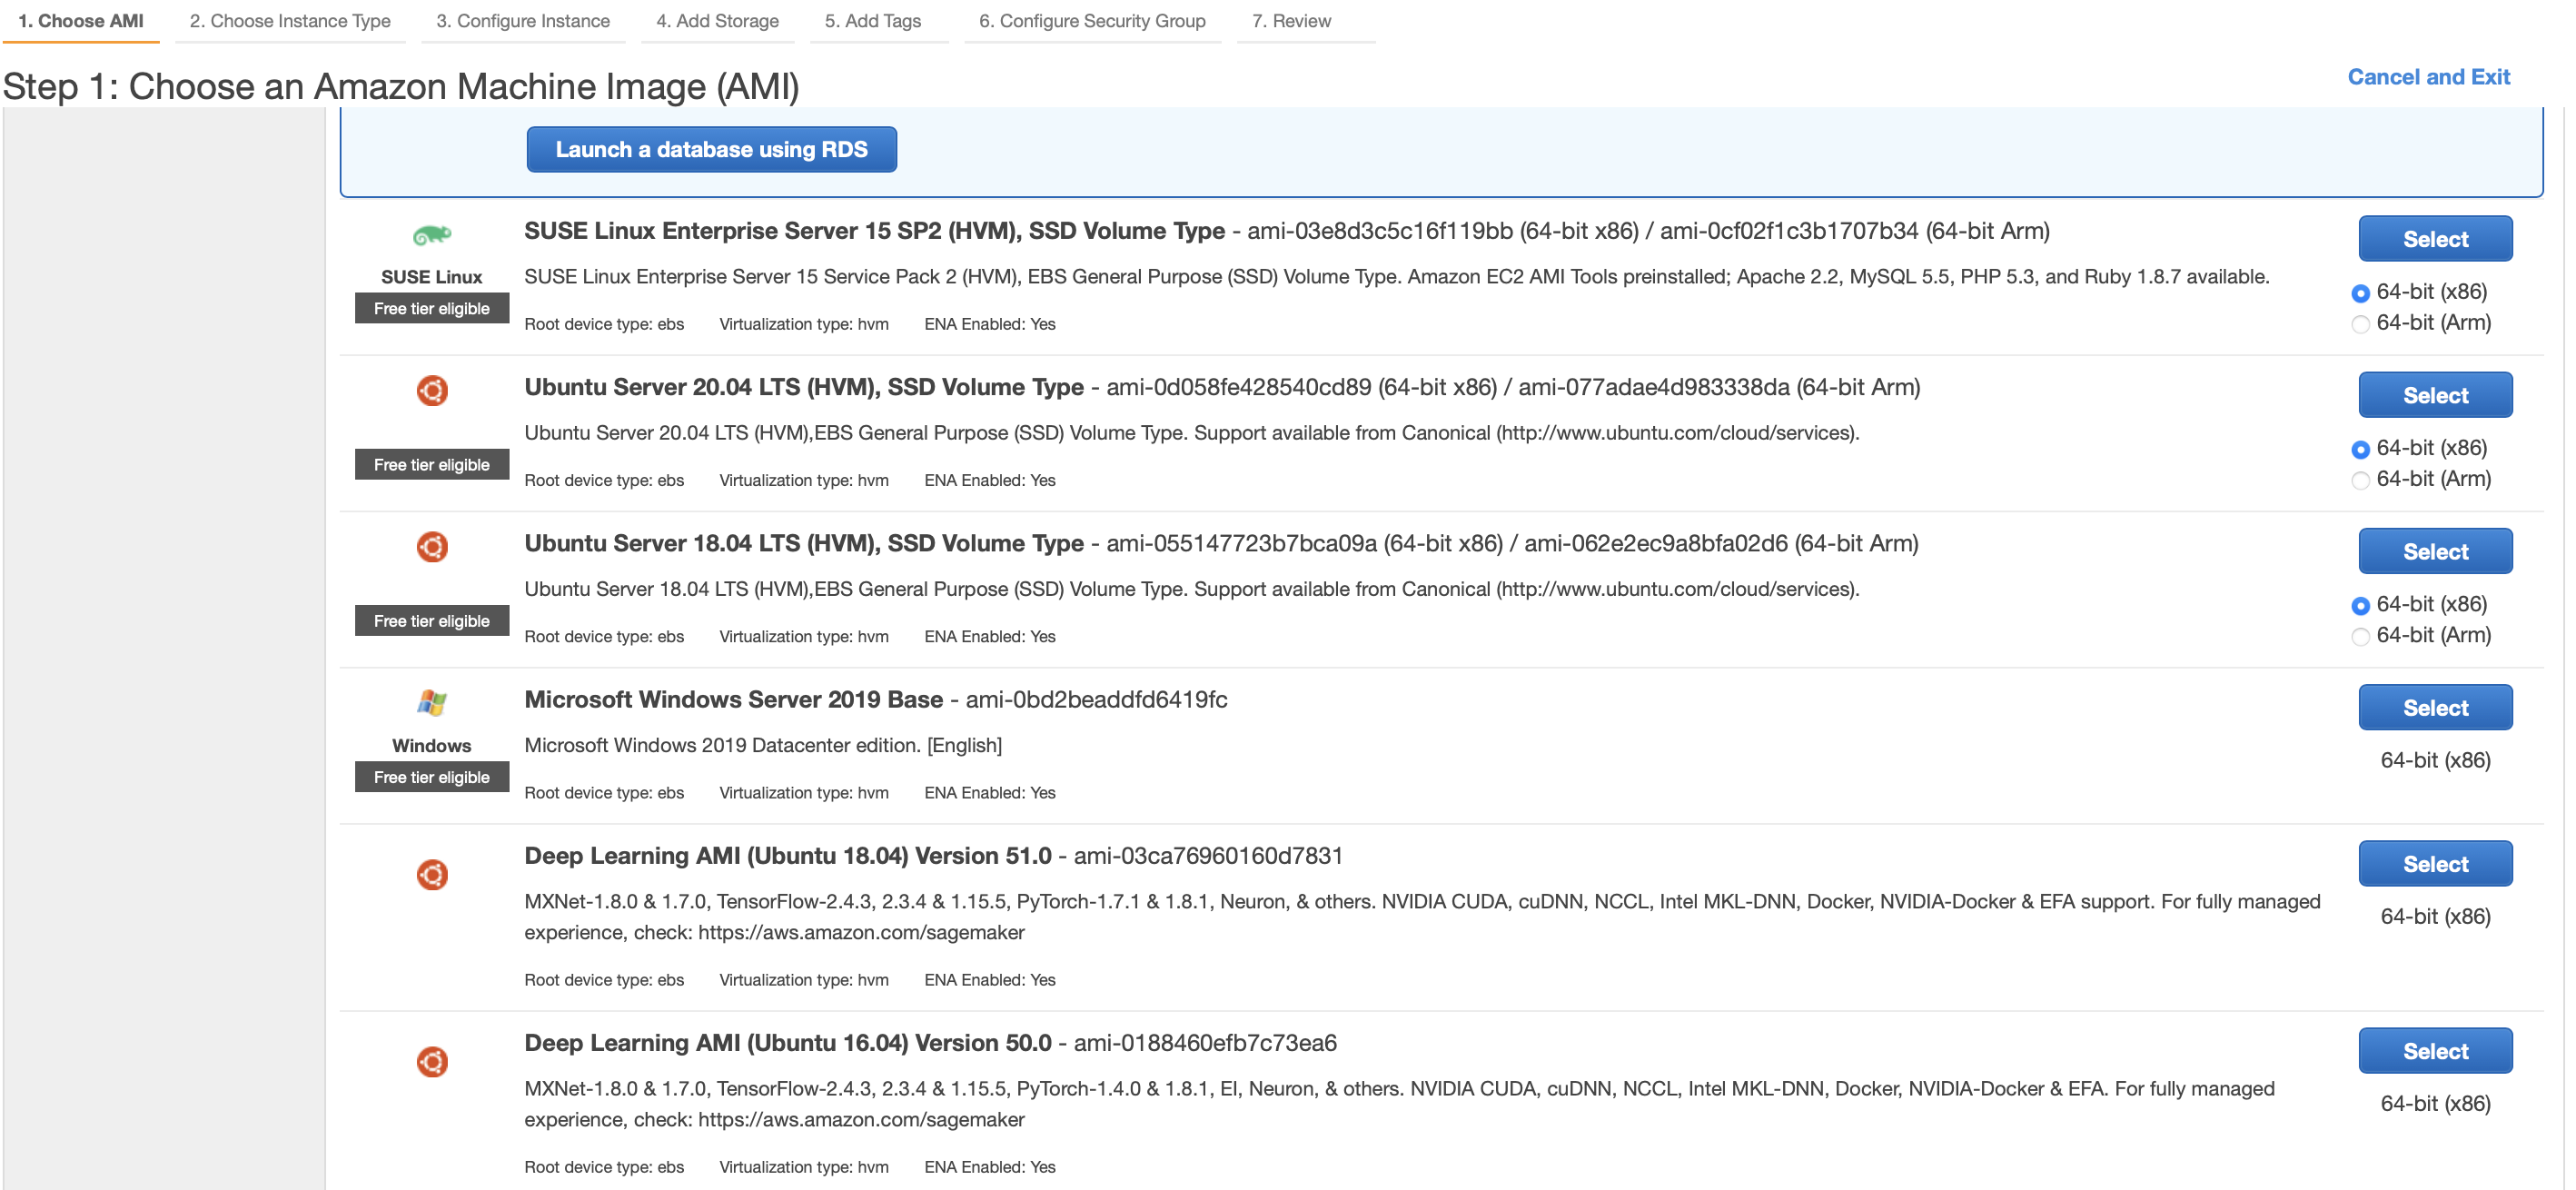 1. Choose AMI 2. Choose Instance Type 3. Configure Instance 4. Add Storage 5. Add Tags 6. Configure Security Group 7. Review
Step 1: Choose an Amazon Machine Image (AMI)
Cancel and Exit
Launch a database using RDS
SUSE Linux
Free tier eligible
SUSE Linux Enterprise Server 15 SP2 (HVM), SSD Volume Type - ami-03e8d3c5c16f119bb (64-bit x86) / ami-0cf02f1c3b1707b34 (64-bit Arm)
SUSE Linux Enterprise Server 15 Service Pack 2 (HVM), EBS General Purpose (SSD) Volume Type. Amazon EC2 AMI Tools preinstalled; Apache 2.2, MySQL 5.5, PHP 5.3, and Ruby 1.8.7 available.
Root device type: ebs Virtualization type: hvm ENA Enabled: Yes
Select
64-bit (x86)
64-bit (Arm)
Free tier eligible
Ubuntu Server 20.04 LTS (HVM), SSD Volume Type - ami-0d058fe428540cd89 (64-bit x86) / ami-077adae4d983338da (64-bit Arm)
Ubuntu Server 20.04 LTS (HVM),EBS General Purpose (SSD) Volume Type. Support available from Canonical (http://www.ubuntu.com/cloud/services).
Root device type: ebs Virtualization type: hvm ENA Enabled: Yes
Select
64-bit (x86)
64-bit (Arm)
Free tier eligible
Ubuntu Server 18.04 LTS (HVM), SSD Volume Type - ami-055147723b7bca09a (64-bit x86) / ami-062e2ec9a8bfa02d6 (64-bit Arm)
Ubuntu Server 18.04 LTS (HVM),EBS General Purpose (SSD) Volume Type. Support available from Canonical (http://www.ubuntu.com/cloud/services).
Root device type: ebs Virtualization type: hvm ENA Enabled: Yes
Select
64-bit (x86)
64-bit (Arm)
Windows
Free tier eligible
Microsoft Windows Server 2019 Base - ami-0bd2beaddfd6419fc
Microsoft Windows 2019 Datacenter edition. [English]
Root device type: ebs Virtualization type: hvm ENA Enabled: Yes
Select
64-bit (x86)
Deep Learning AMI (Ubuntu 18.04) Version 51.0 - ami-03ca76960160d7831
MXNet-1.8.0 & 1.7.0, TensorFlow-2.4.3, 2.3.4 & 1.15.5, PyTorch-1.7.1 & 1.8.1, Neuron, & others. NVIDIA CUDA, cuDNN, NCCL, Intel MKL-DNN, Docker, NVIDIA-Docker & EFA support. For fully managed
experience, check: https://aws.amazon.com/sagemaker
Root device type: ebs Virtualization type: hvm ENA Enabled: Yes
Select
64-bit (x86)
Deep Learning AMI (Ubuntu 16.04) Version 50.0 - ami-0188460efb7c73ea6
MXNet-1.8.0 & 1.7.0, TensorFlow-2.4.3, 2.3.4 & 1.15.5, PyTorch-1.4.0 & 1.8.1, EI, Neuron, & others. NVIDIA CUDA, cuDNN, NCCL, Intel MKL-DNN, Docker, NVIDIA-Docker & EFA. For fully managed
experience, check: https://aws.amazon.com/sagemaker
Root device type: ebs Virtualization type: hvm ENA Enabled: Yes
Select
64-bit (x86)